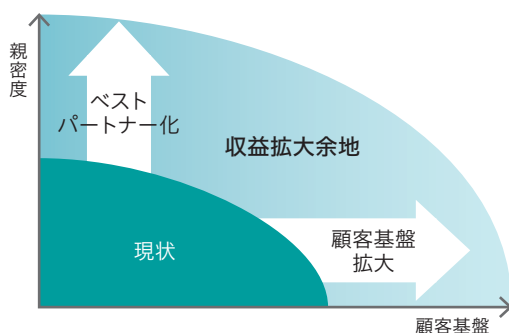 親密度
ベスト
パートナー化
収益拡大余地
現状
顧客基盤
拡大
顧客基盤